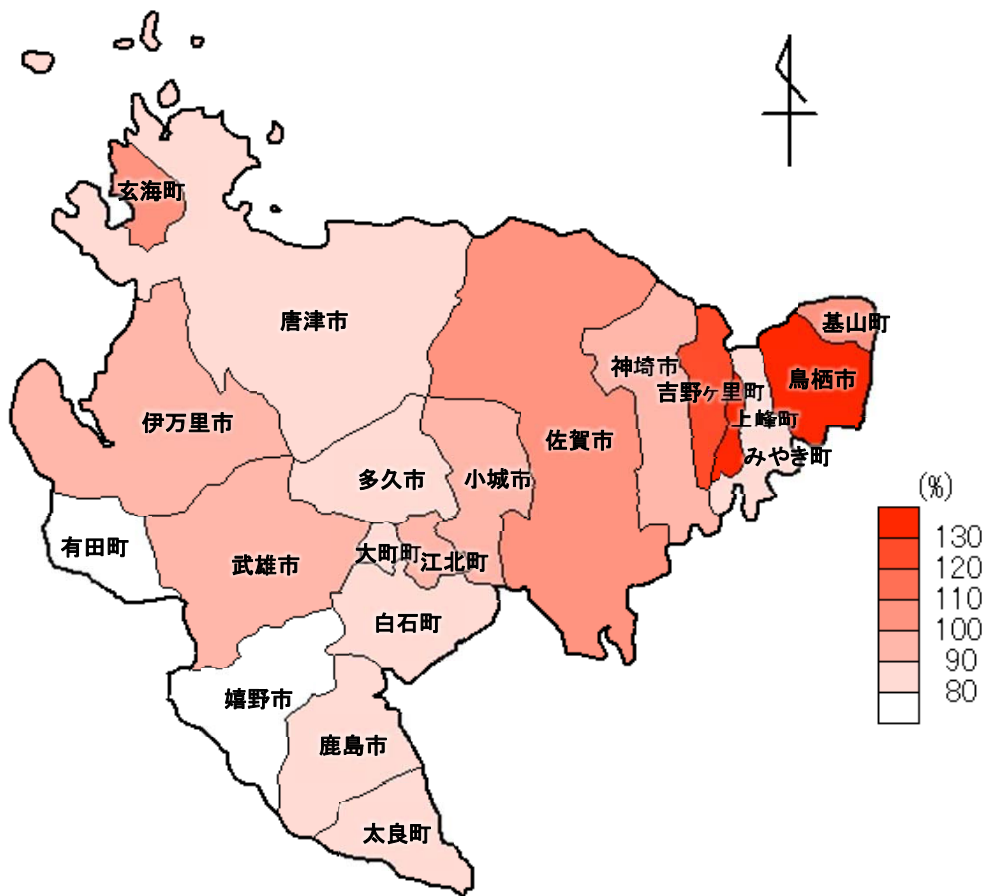 玄海町
唐津市
基山町
神埼市
鳥栖市
吉野ヶ里町
伊万里市
上峰町
佐賀市
みやき町
多久市
小城市
(%)
130
120
110
100
90
80
有田町
大町町
江北町
武雄市
白石町
嬉野市
鹿島市
太良町